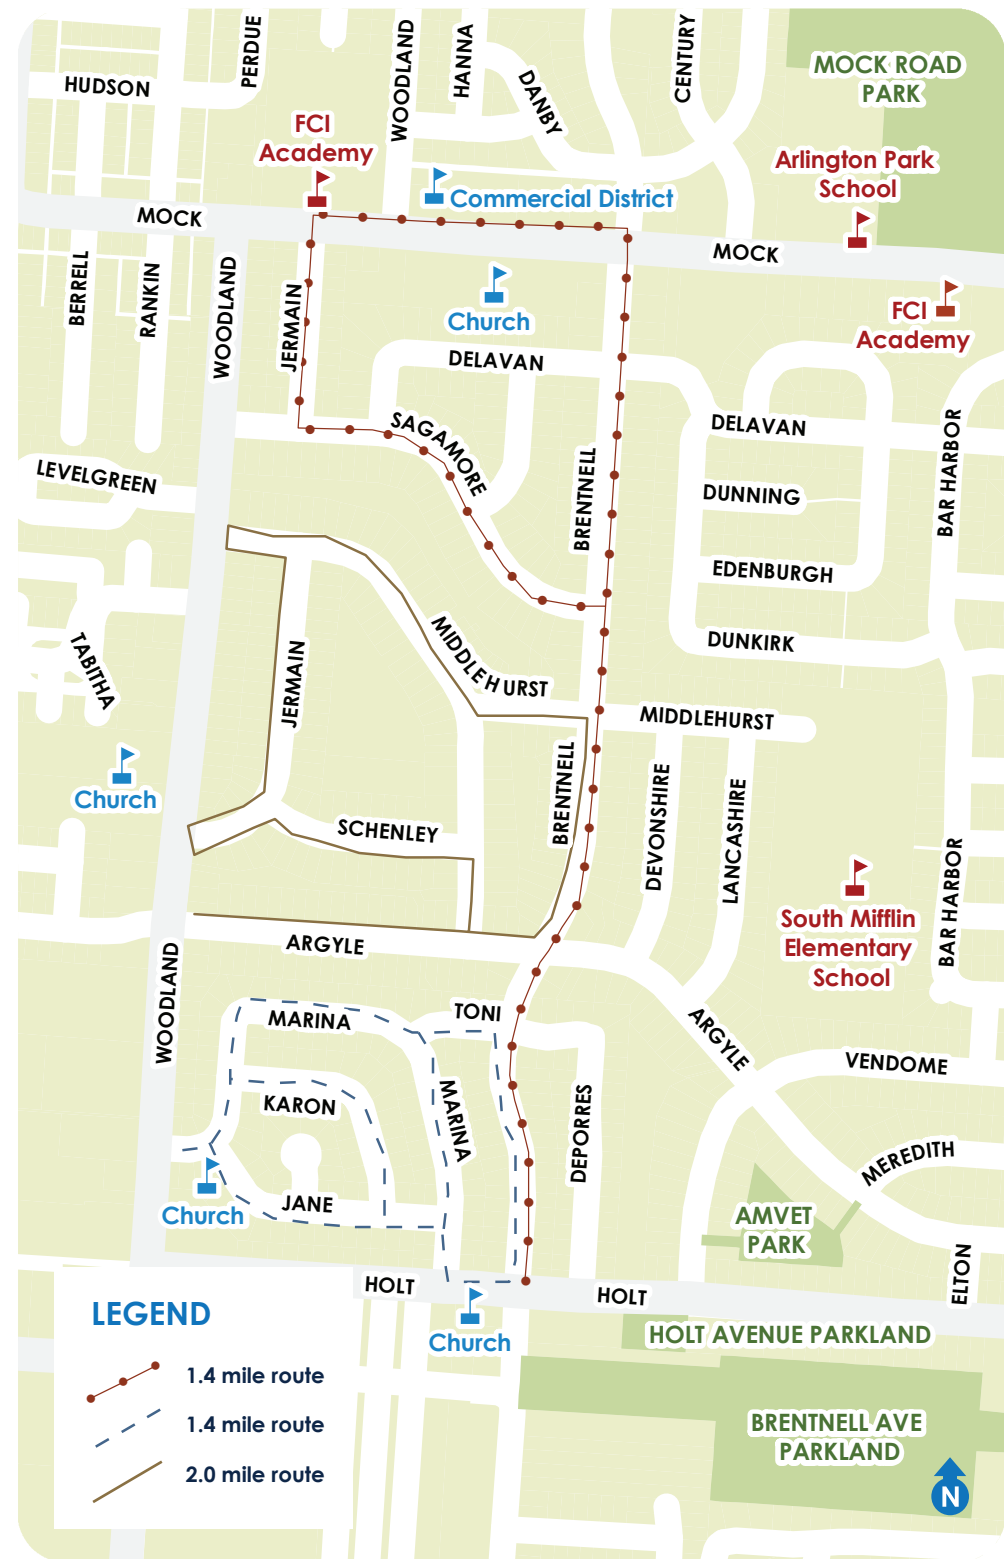 PERDUE
WOODLAND
HANNA
DANBY
CENTURY
MOCK ROAD
PARK
HUDSON
FCI
Academy
Arlington Park
School
Commercial District
MOCK
MOCK
BERRELL
RANKIN
WOODLAND
JERMAIN
Church
FCI
Academy
DELAVAN
SAGAMORE
DELAVAN
BAR HARBOR
LEVELGREEN
BRENTNELL
DUNNING
EDENBURGH
TABITHA
JERMAIN
MIDDLEHURST
DUNKIRK
MIDDLEHURST
Church
BRENTNELL
DEVONSHIRE
LANCASHIRE
SCHENLEY
BAR HARBOR
South Mifflin
Elementary
School
WOODLAND
ARGYLE
MARINA
TONI
ARGYLE
VENDOME
KARON
MARINA
DEPORRES
MEREDITH
JANE
Church
AMVET
PARK
ELTON
HOLT
HOLT
Church
HOLT AVENUE PARKLAND
BRENTNELL AVE
PARKLAND
N
LEGEND
1.4 mile route
1.4 mile route
2.0 mile route